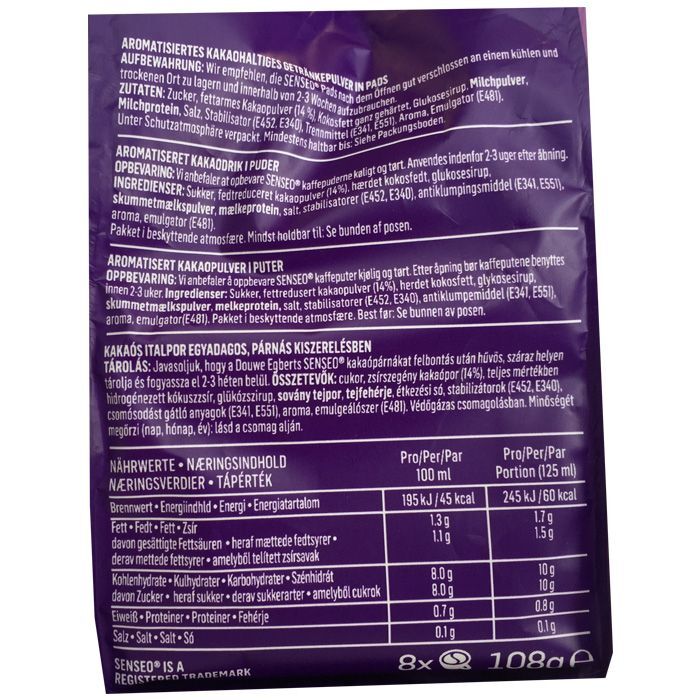 AROMATISIERTES KAKAOHALTIGES GETRÄNKEPULVER IN PADS
AUFBEWAHRUNG: Wir empfehlen, die SENSEO® Pads nach dem Öffnen gut verschlossen an einem kühlen und
trockenen Ort zu lagern und innerhalb von 2-3 Wochen aufzubrauchen.
ZUTATEN: Zucker, fettarmes Kakaopulver (14 %), Kokosfett ganz gehärtet, Glukosesirup, Milchpulver,
Milchprotein, Salz, Stabilisator (E452, E340), Trennmittel (E341, E551), Aroma, Emulgator (E481).
Unter Schutzatmosphäre verpackt. Mindestens haltbar bis: Siehe Packungsboden.
AROMATISERET KAKAODRIK I PUDER
OPBEVARING: Vi anbefaler at opbevare SENSEO® kaffepuderne køligt og tørt. Anvendes indenfor 2-3 uger efter åbning.
INGREDIENSER: Sukker, fedtreduceret kakaopulver (14%), hærdet kokosfedt, glukosesirup,
skummetmælkspulver, mælkeprotein, salt, stabilisatorer (E452, E340), antiklumpningsmiddel (E341, E551),
aroma, emulgator (E481).
Pakket i beskyttende atmosfære. Mindst holdbar til: Se bunden af posen.
AROMATISERT KAKAOPULVER I PUTER
OPPBEVARING: Vi anbefaler å oppbevare SENSEO® kaffeputer kjølig og tørt. Etter åpning bør kaffeputene benyttes
innen 2-3 uker. Ingredienser: Sukker, fettredusert kakaopulver (14%), herdet kokosfett, glykosesirup,
skummetmælkspulver, melkeprotein, salt, stabilisatorer (E452, E340), antiklumpemiddel (E341, E551),
aroma, emulgator(E481). Pakket i beskyttende atmosfære. Best før: Se bunnen av posen.
KAKAÓS ITALPOR EGYADAGOS, PÁRNÁS KISZERELÉSBEN
TÁROLÁS: Javasoljuk, hogy a Douwe Egberts SENSEO® kakaópárnákat felbontás után hűvös, száraz helyen
tárolja és fogyassza el 2-3 héten belül. ÖSSZETEVŐK: cukor, zsírszegény kakaópor (14%), teljes mértékben
hidrogénezett kókuszzsír, glükózszirup, sovány tejpor, tejfehérje, étkezési só, stabilizátorok (E452, E340),
csomósodást gátló anyagok (E341, E551), aroma, emulgeálószer (E481). Védőgázas csomagolásban. Minőségét
megőrzi (nap, hónap, év): lásd a csomag alján.
NÄHRWERTE • NÆRINGSINDHOLD
NÆRINGSVERDIER • TÁPÉRTÉK
Pro/Per/Par
100 ml
Pro/Per/Par
Portion (125 ml)
Brennwert • Energiindhld • Energi • Energiatartalom 195 kJ / 45 kcal 245 kJ / 60 kcal
Fett • Fedt • Fett • Zsír 1.3 g 1.7 g
davon gesättigte Fettsäuren • heraf mættede fedtsyrer • 1.1 g 1.5 g
derav mettede fettsyrer • amelyből telített zsírsavak
Kohlenhydrate • Kulhydrater • Karbohydrater • Szénhidrát 8.0 g 10 g
davon Zucker • heraf sukker • derav sukkerarter • amelyből cukrok 8.0 g 10 g
Eiweiß • Proteiner • Proteiner • Fehérje 0.7 g 0.8 g
Salz • Salt • Salt • Só 0.1 g 0.1 g
SENSEO® IS A
REGISTERED TRADEMARK
8x 108g e